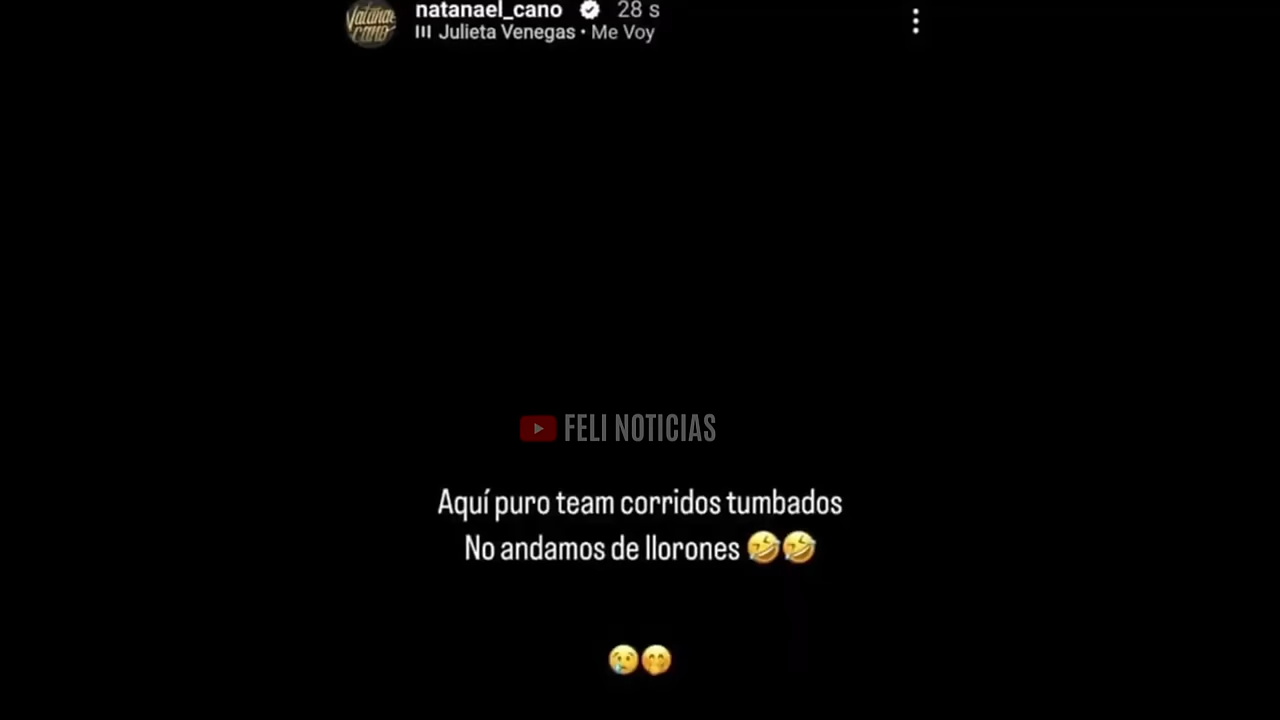 natanael_cano 28 s
Julieta Venegas • Me Voy
FELI NOTICIAS
Aquí puro team corridos tumbados
No andamos de llorones 🤣🤣
😢🤭